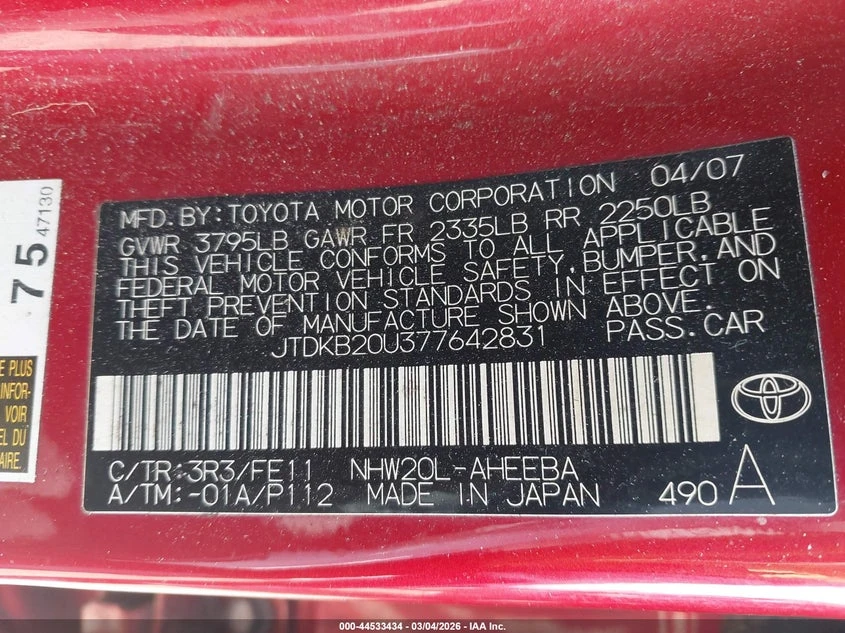 MFD. BY: TOYOTA MOTOR CORPORATION 04/07
GVWR 3795LB GAWR FR 2335LB RR 2250LB
THIS VEHICLE CONFORMS TO ALL APPLICABLE
FEDERAL MOTOR VEHICLE SAFETY, BUMPER, AND
THEFT PREVENTION STANDARDS IN EFFECT ON
THE DATE OF MANUFACTURE SHOWN ABOVE.
JTDKB20U377642831 PASS. CAR
C/TR: 3R3/FE11 NHW20L-AHEEBA
A/TM: -01A/P112 MADE IN JAPAN 490 A
75
47130
E PLUS
INFOR-
VOIR
EL DU
AIRE.
000-44533434 — 03/04/2026 — IAA Inc.